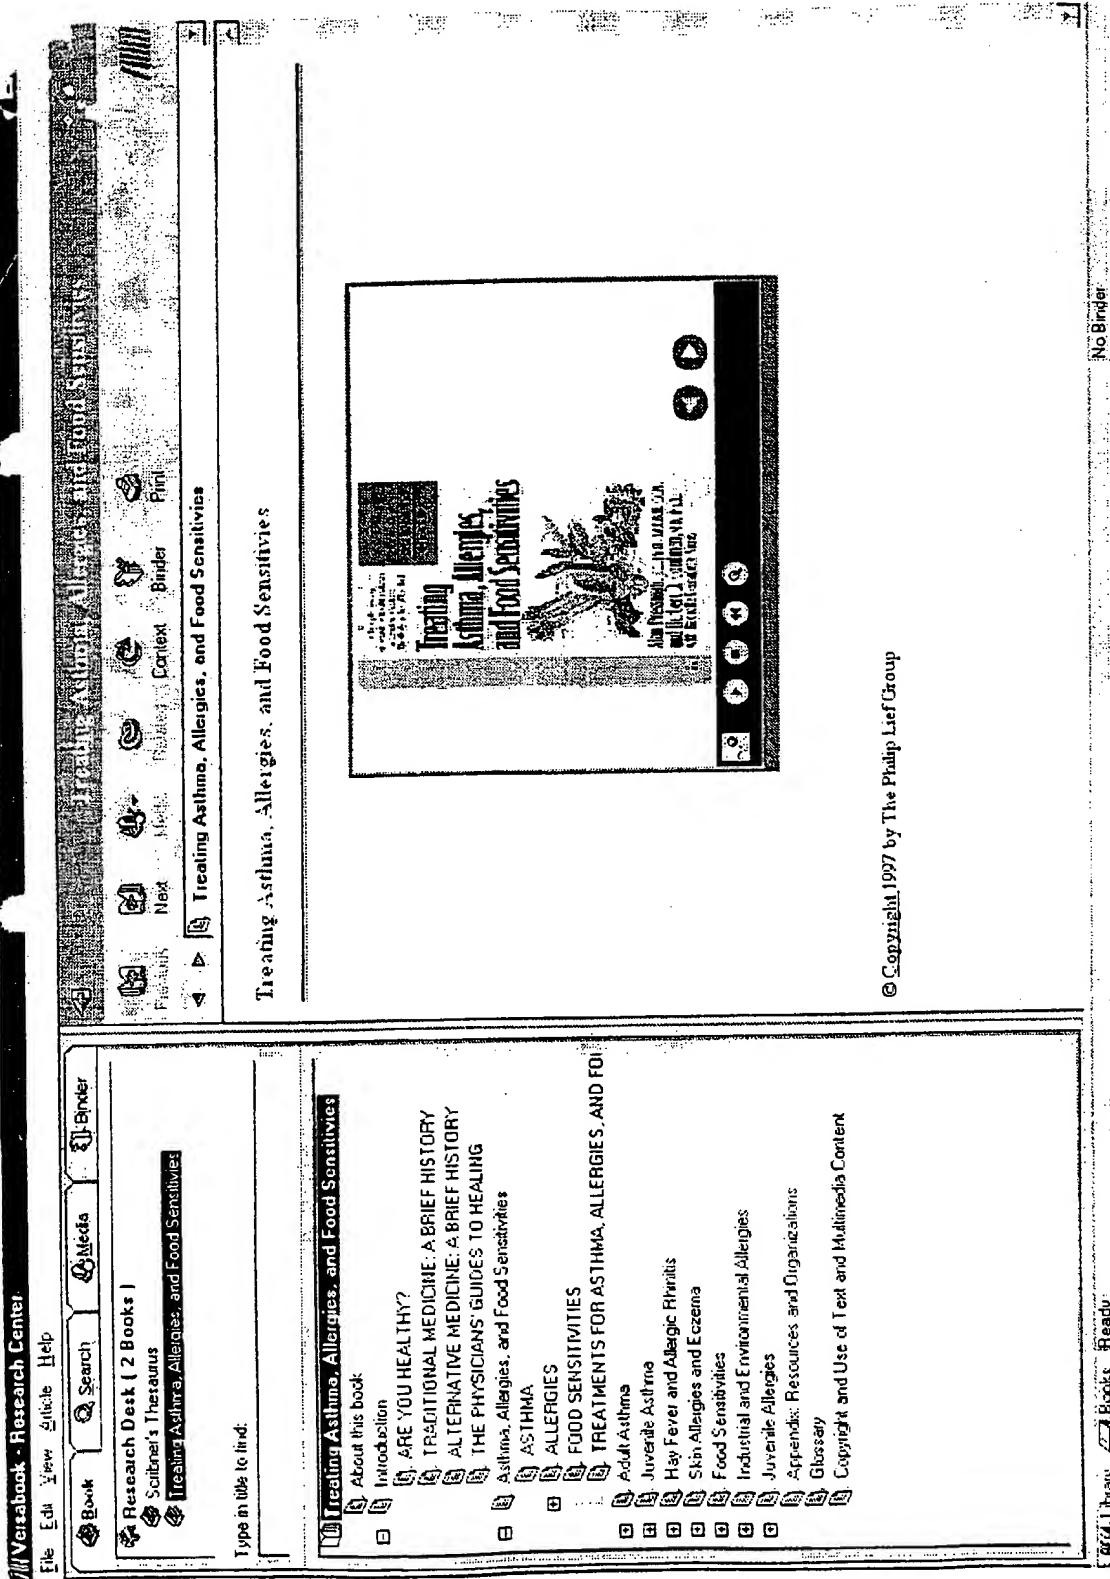 Versabook - Research Center
File Edit View Article Help
Book Search Media Binder
Research Desk ( 2 Books )
Scribner's Thesaurus
Treating Asthma, Allergies, and Food Sensitivies
Type in title to find:
Treating Asthma, Allergies, and Food Sensitivies
About this book
Introduction
ARE YOU HEALTHY?
TRADITIONAL MEDICINE: A BRIEF HISTORY
ALTERNATIVE MEDICINE: A BRIEF HISTORY
THE PHYSICIANS' GUIDES TO HEALING
Asthma, Allergies, and Food Sensitivities
ASTHMA
ALLERGIES
FOOD SENSITIVITIES
TREATMENTS FOR ASTHMA, ALLERGIES, AND FOI
Adult Asthma
Juvenile Asthma
Hay Fever and Allergic Rhinitis
Skin Allergies and Eczema
Food Sensitivities
Industrial and Environmental Allergies
Juvenile Allergies
Appendix: Resources and Organizations
Glossary
Copyright and Use of Text and Multimedia Content
Treating Asthma, Allergies, and Food Sensitivies
Previous Next Media Context Binder Print
Treating Asthma, Allergies, and Food Sensitivies
Treating Asthma, Allergies, and Food Sensitivies
Treating
Asthma, Allergies,
and Food Sensitivities
© Copyright 1997 by The Philip Lief Group
Library Books Ready
No Binder